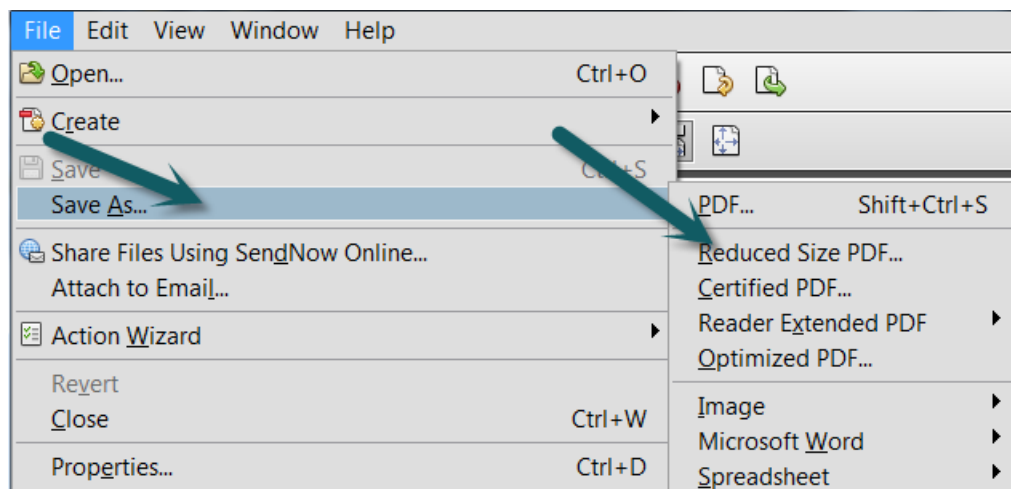 File Edit View Window Help
Open... Ctrl+O
Create
Save Ctrl+S
Save As...
Share Files Using SendNow Online...
Attach to Email...
Action Wizard
Revert
Close Ctrl+W
Properties... Ctrl+D
PDF... Shift+Ctrl+S
Reduced Size PDF...
Certified PDF...
Reader Extended PDF
Optimized PDF...
Image
Microsoft Word
Spreadsheet